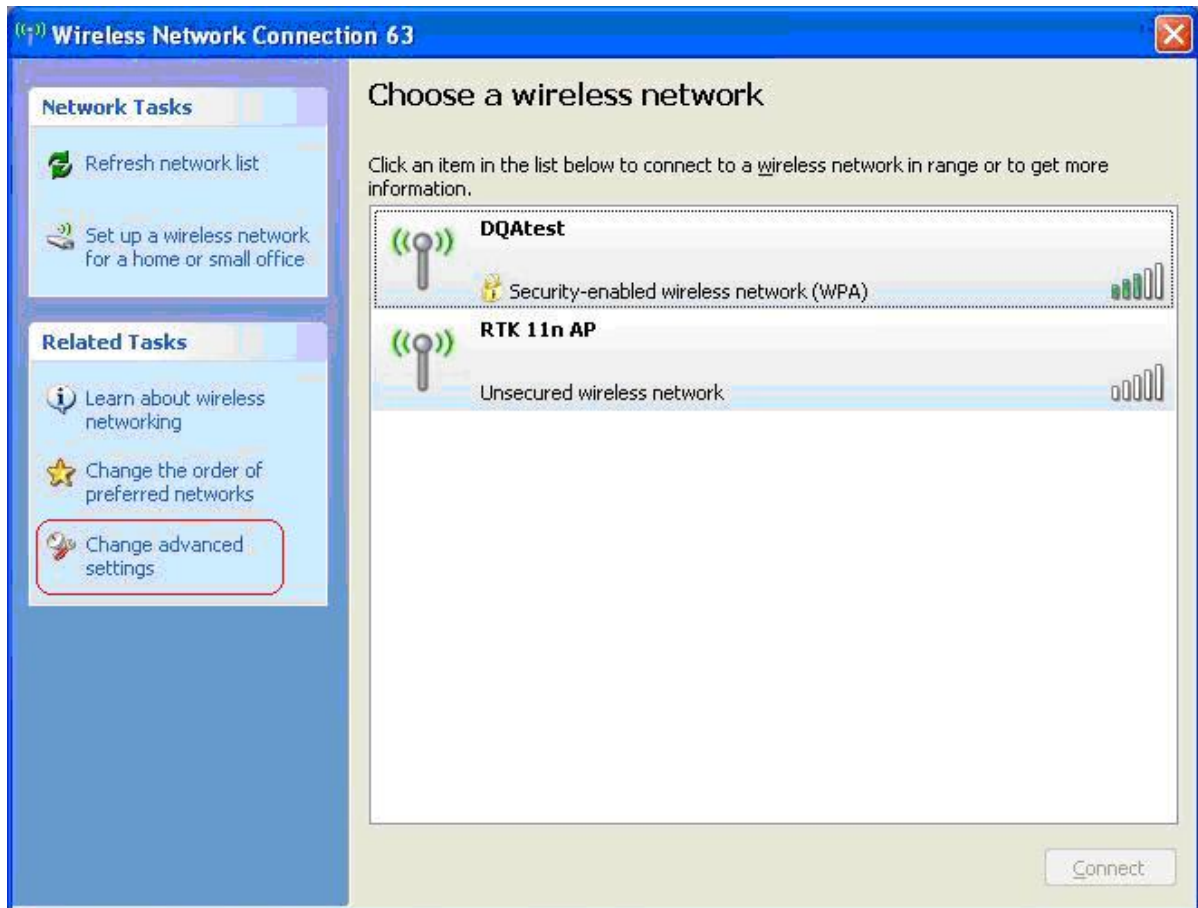 Wireless Network Connection 63
Network Tasks
Refresh network list
Set up a wireless network
for a home or small office
Related Tasks
Learn about wireless
networking
Change the order of
preferred networks
Change advanced
settings
Choose a wireless network
Click an item in the list below to connect to a wireless network in range or to get more
information.
DQAtest
Security-enabled wireless network (WPA)
RTK 11n AP
Unsecured wireless network
Connect